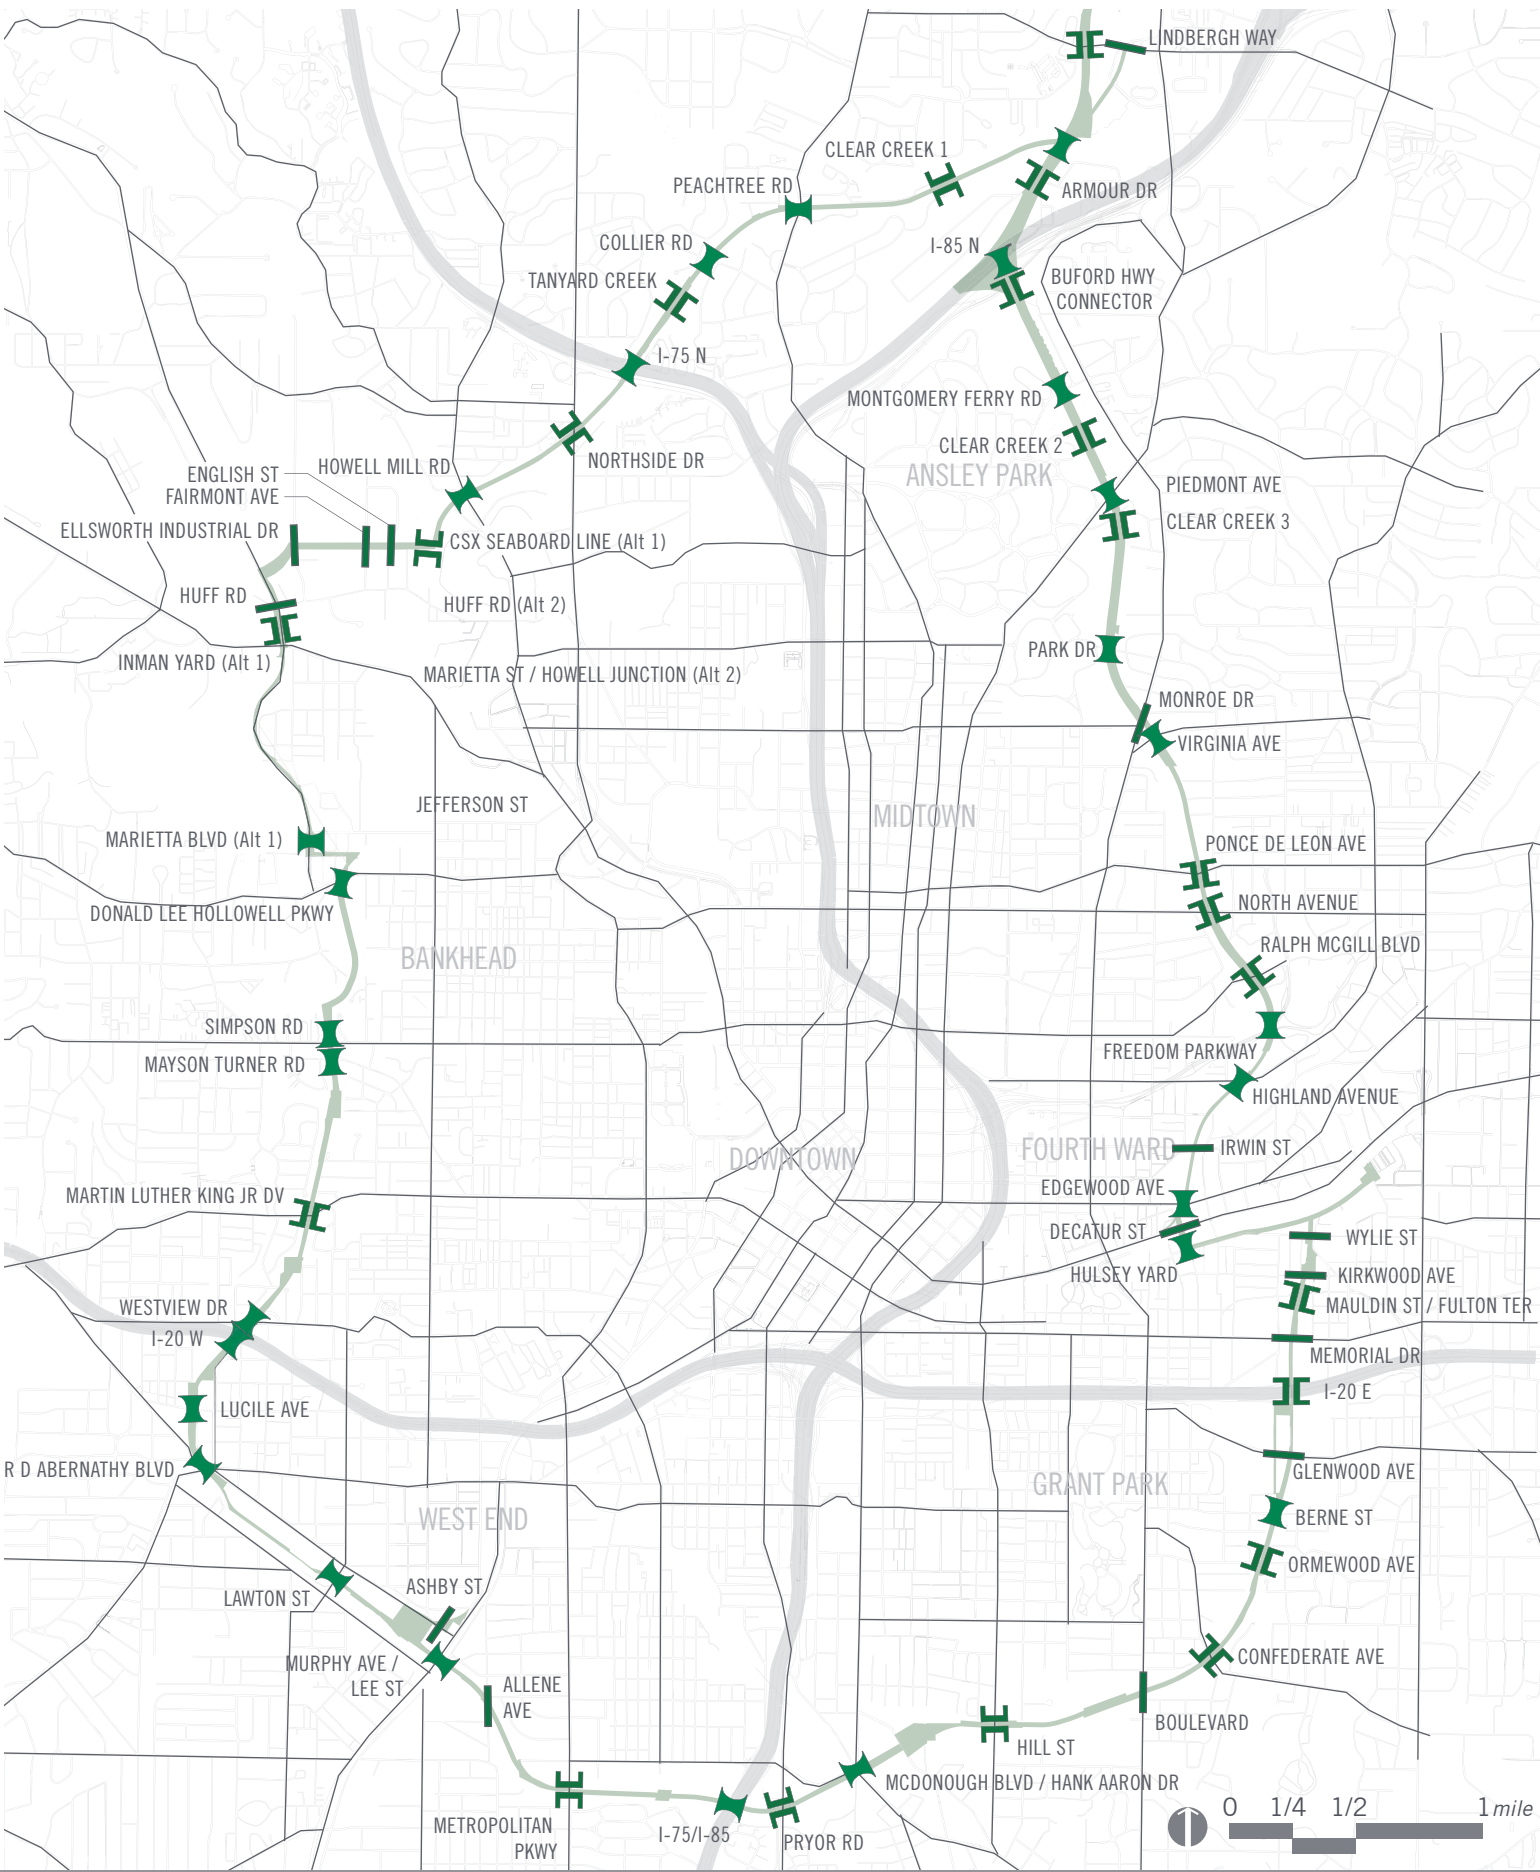 LINDBERGH WAY
CLEAR CREEK 1
PEACHTREE RD
ARMOUR DR
COLLIER RD
I-85 N
TANYARD CREEK
BUFORD HWY
CONNECTOR
I-75 N
MONTGOMERY FERRY RD
CLEAR CREEK 2
NORTHSIDE DR
HOWELL MILL RD
ENGLISH ST
ANSLEY PARK
PIEDMONT AVE
FAIRMONT AVE
CLEAR CREEK 3
ELLSWORTH INDUSTRIAL DR
CSX SEABOARD LINE (Alt 1)
HUFF RD
HUFF RD (Alt 2)
PARK DR
INMAN YARD (Alt 1)
MARIETTA ST / HOWELL JUNCTION (Alt 2)
MONROE DR
VIRGINIA AVE
JEFFERSON ST
MIDTOWN
MARIETTA BLVD (Alt 1)
PONCE DE LEON AVE
NORTH AVENUE
DONALD LEE HOLLOWELL PKWY
RALPH MCGILL BLVD
BANKHEAD
SIMPSON RD
FREEDOM PARKWAY
MAYSON TURNER RD
HIGHLAND AVENUE
FOURTH WARD
IRWIN ST
DOWNTOWN
EDGEWOOD AVE
MARTIN LUTHER KING JR DV
DECATUR ST
WYLIE ST
HULSEY YARD
KIRKWOOD AVE
WESTVIEW DR
MAULDIN ST / FULTON TER
I-20 W
MEMORIAL DR
I-20 E
LUCILE AVE
R D ABERNATHY BLVD
GLENWOOD AVE
GRANT PARK
WEST END
BERNE ST
ORMEWOOD AVE
ASHBY ST
LAWTON ST
CONFEDERATE AVE
MURPHY AVE /
LEE ST
ALLENE
AVE
BOULEVARD
HILL ST
MCDONOUGH BLVD / HANK AARON DR
0 1/4 1/2 1 mile
METROPOLITAN
PKWY
I-75/I-85
PRYOR RD